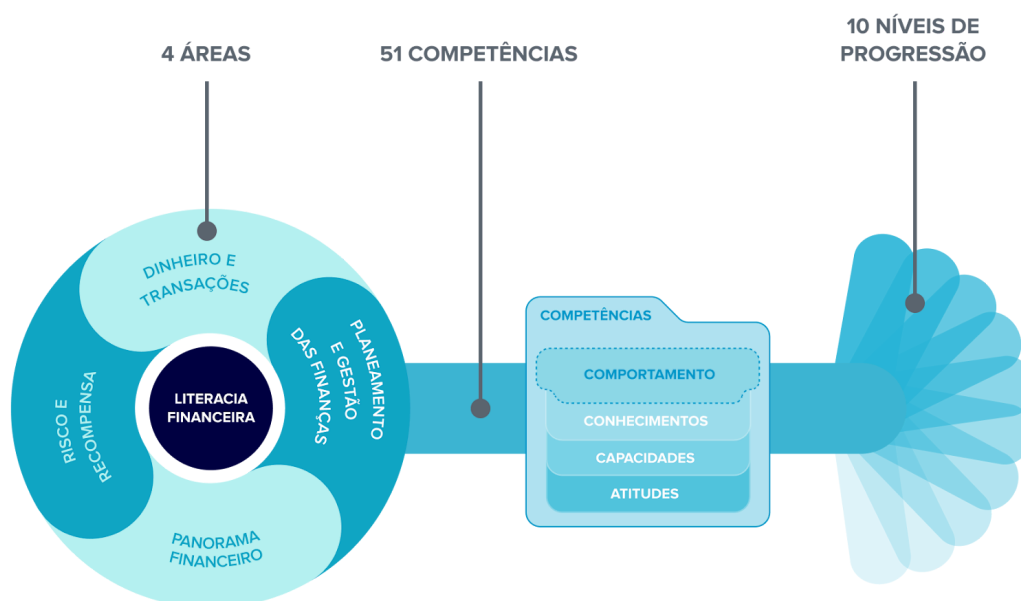 4 ÁREAS
51 COMPETÊNCIAS
10 NÍVEIS DE
PROGRESSÃO
DINHEIRO E
TRANSAÇÕES
PLANEAMENTO
E GESTÃO
DAS FINANÇAS
LITERACIA
FINANCEIRA
RISCO E
RECOMPENSA
PANORAMA
FINANCEIRO
COMPETÊNCIAS
COMPORTAMENTO
CONHECIMENTOS
CAPACIDADES
ATITUDES